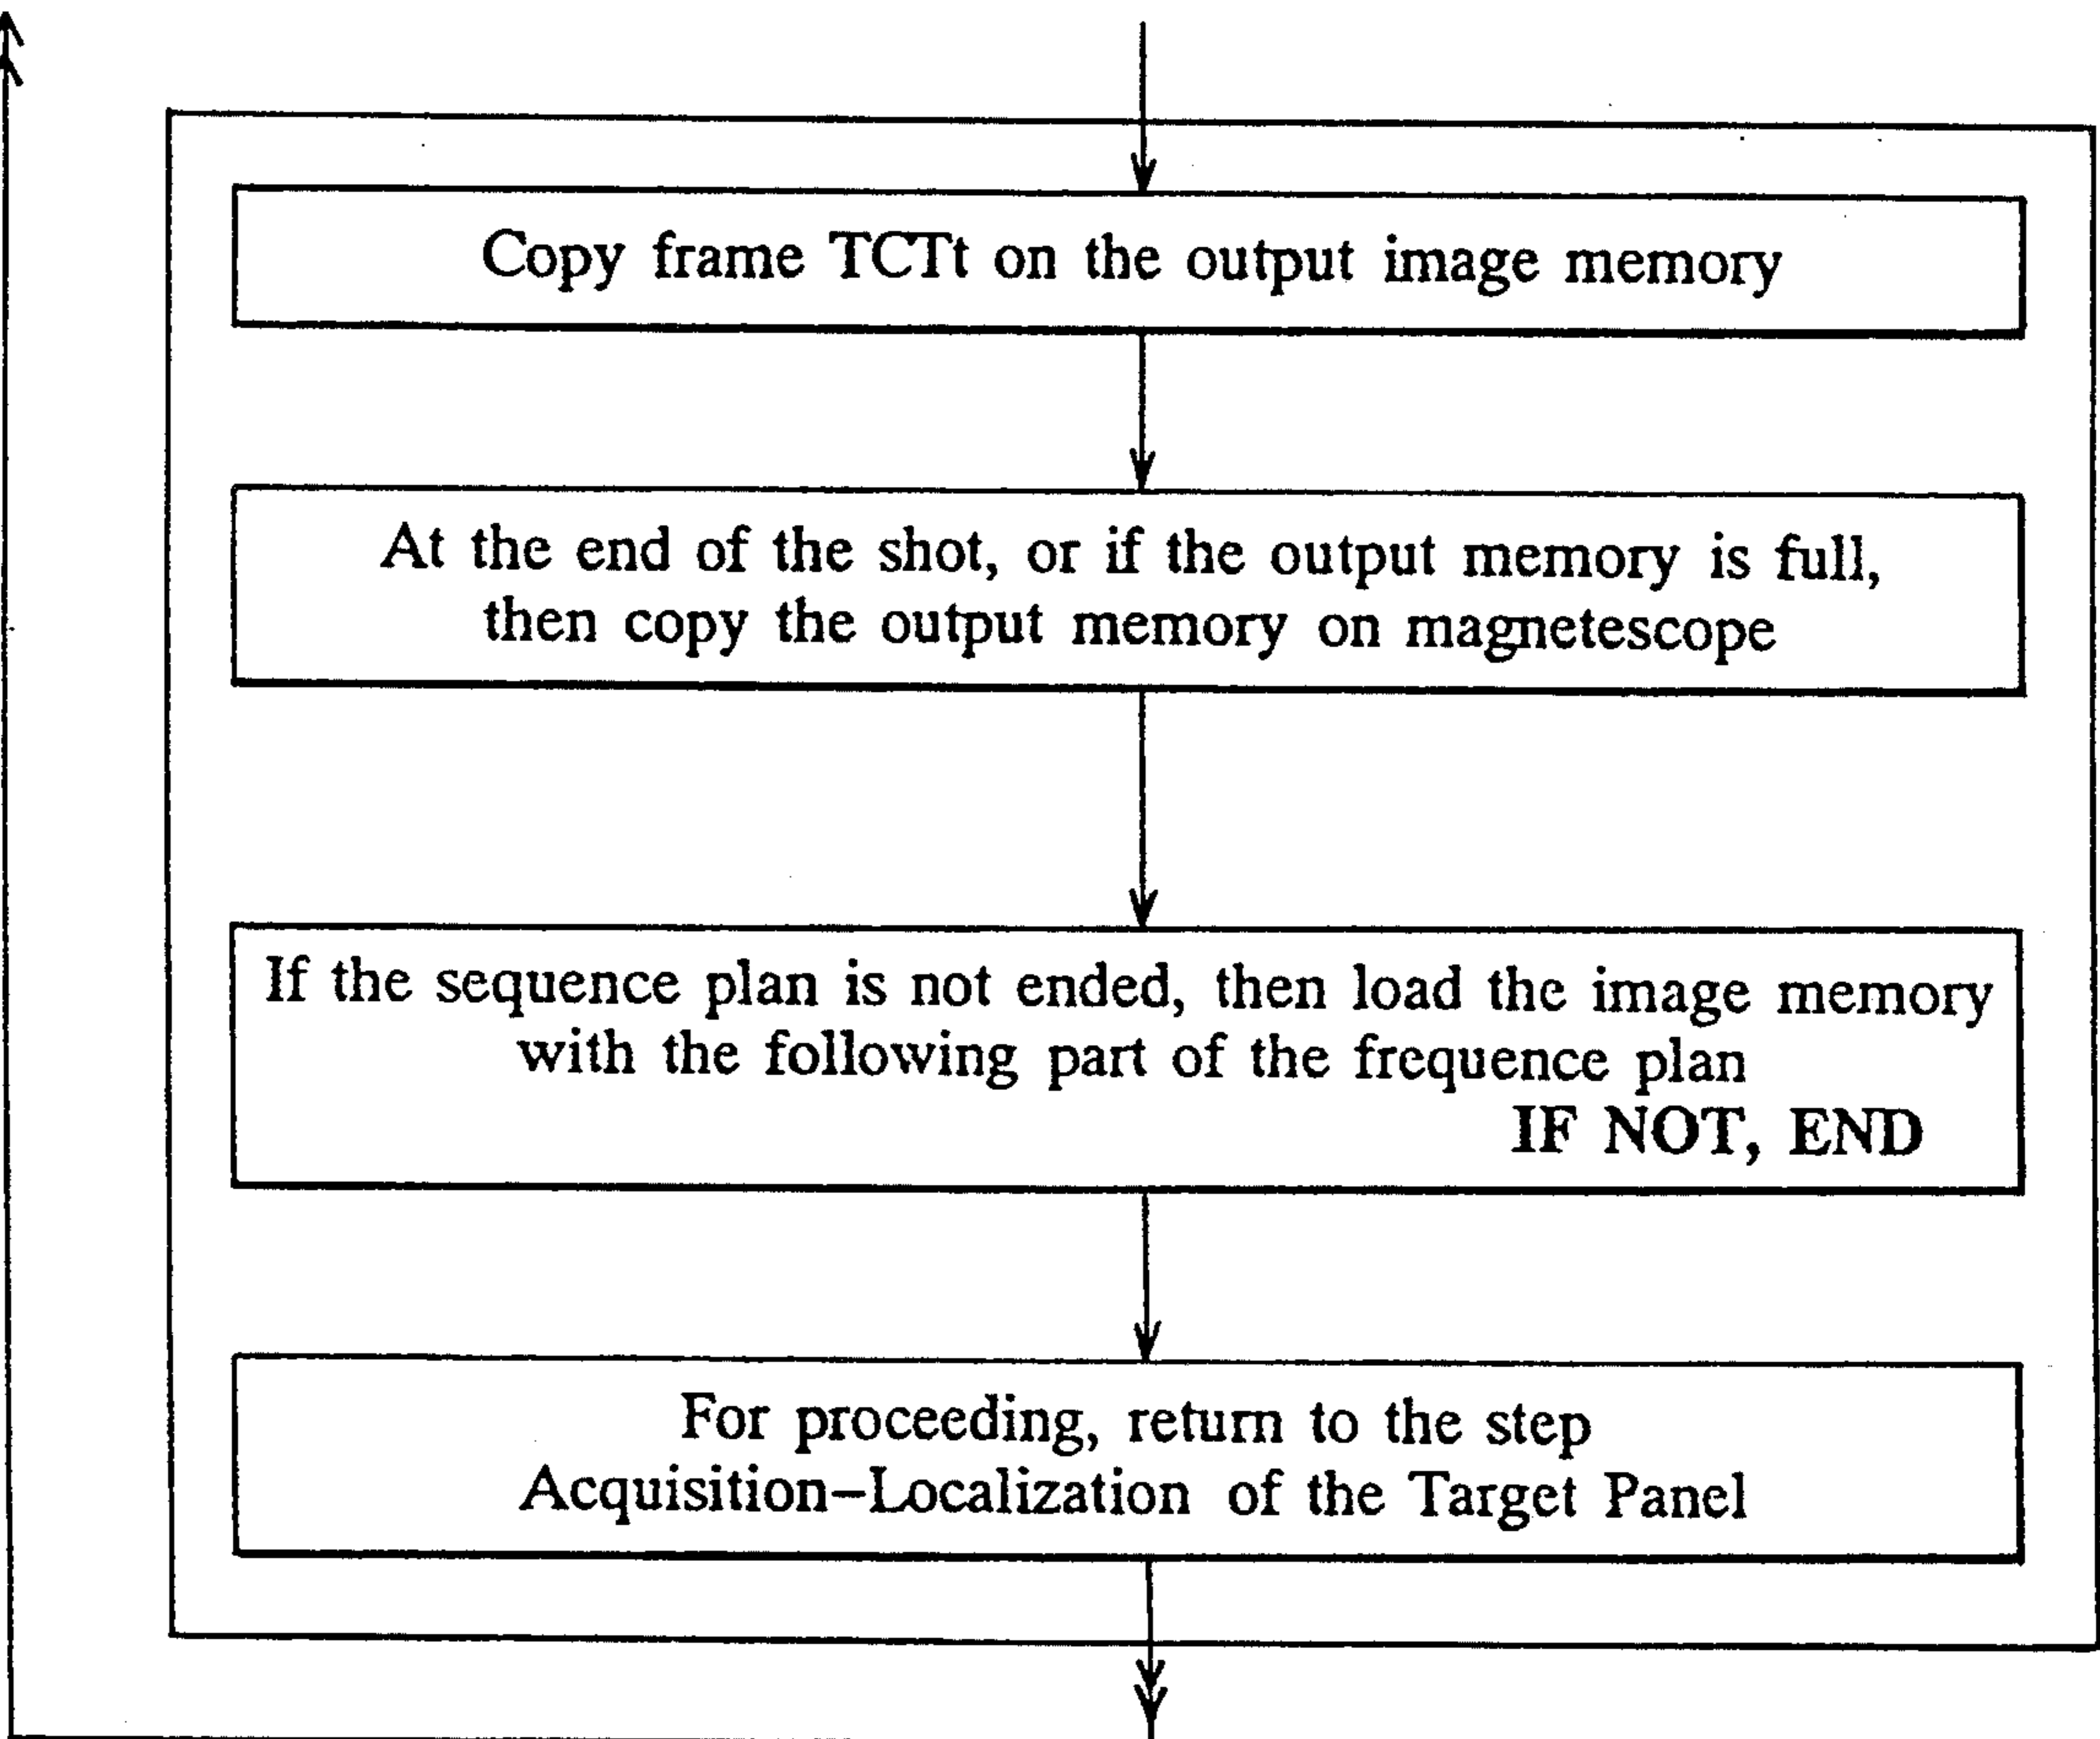 Copy frame TCTt on the output image memory
At the end of the shot, or if the output memory is full,
then copy the output memory on magnetescope
If the sequence plan is not ended, then load the image memory
with the following part of the frequence plan
IF NOT, END
For proceeding, return to the step
Acquisition–Localization of the Target Panel